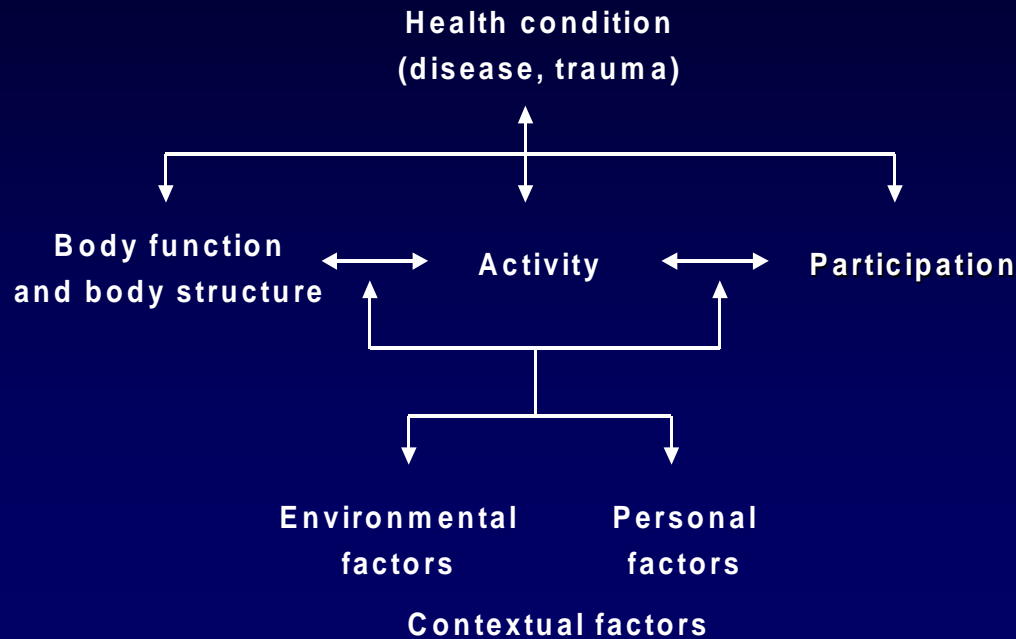 Health condition
(disease, trauma)
Body function
and body structure
Activity
Participation
Environmental
factors
Personal
factors
Contextual factors